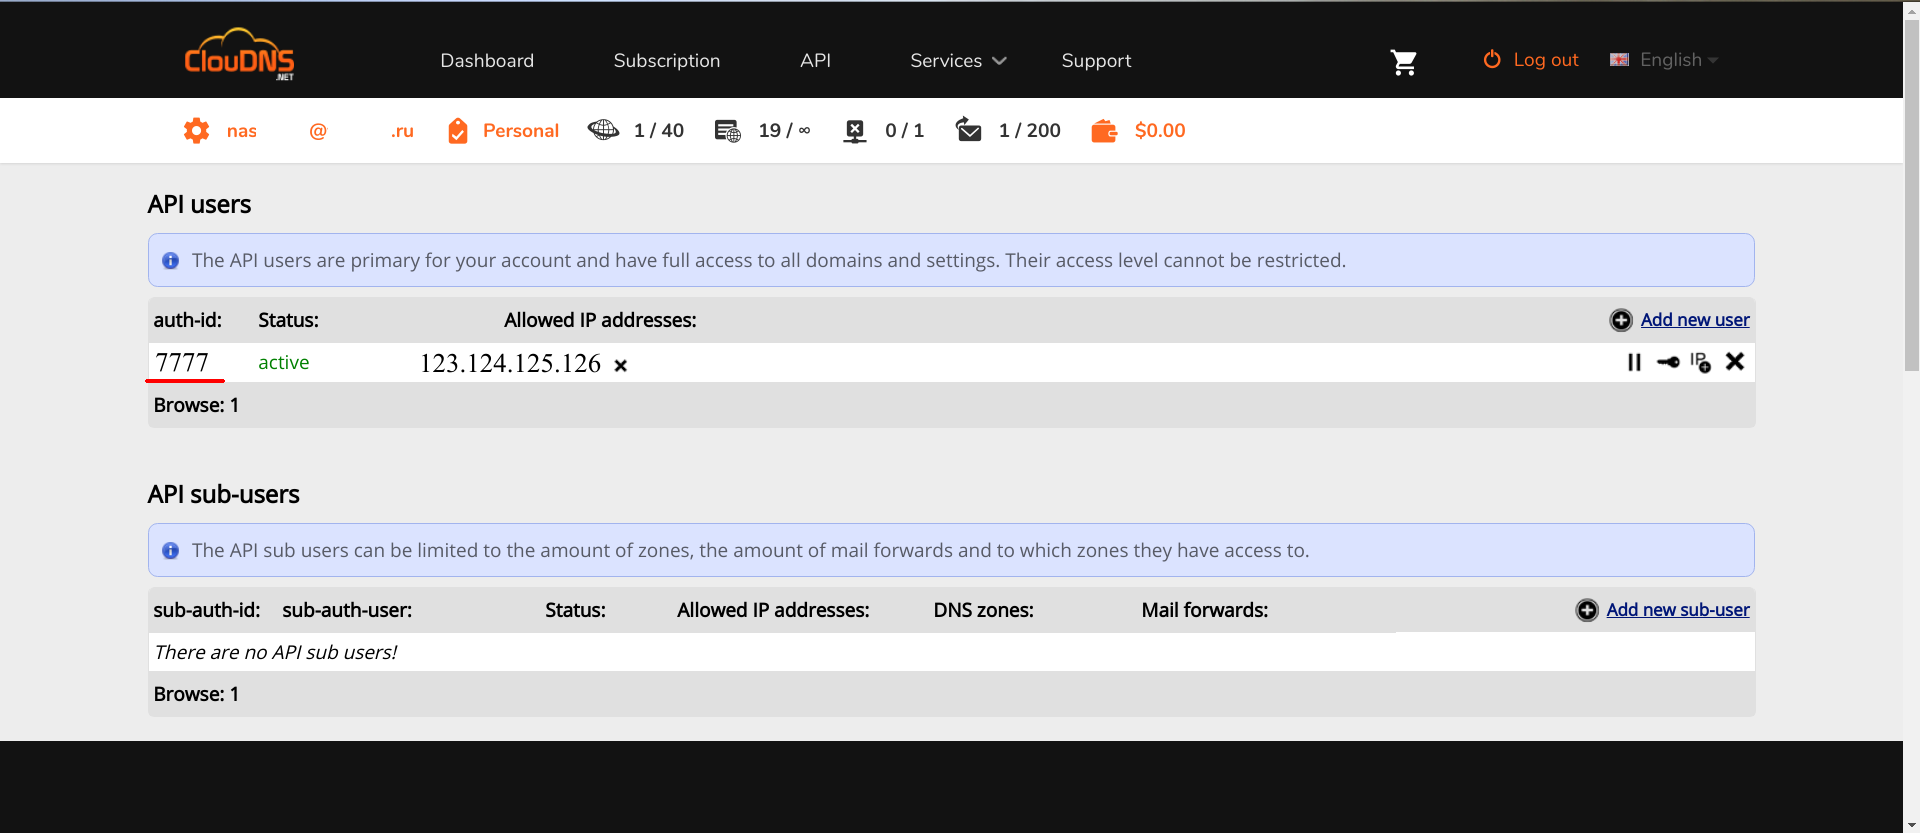 ClouDNS .NET Dashboard Subscription API Services Support Log out English
nas @ .ru Personal 1 / 40 19 / ∞ 0 / 1 1 / 200 $0.00
API users
The API users are primary for your account and have full access to all domains and settings. Their access level cannot be restricted.
auth-id: Status: Allowed IP addresses: Add new user
7777 active 123.124.125.126 IP
Browse: 1
API sub-users
The API sub users can be limited to the amount of zones, the amount of mail forwards and to which zones they have access to.
sub-auth-id: sub-auth-user: Status: Allowed IP addresses: DNS zones: Mail forwards: Add new sub-user
There are no API sub users!
Browse: 1